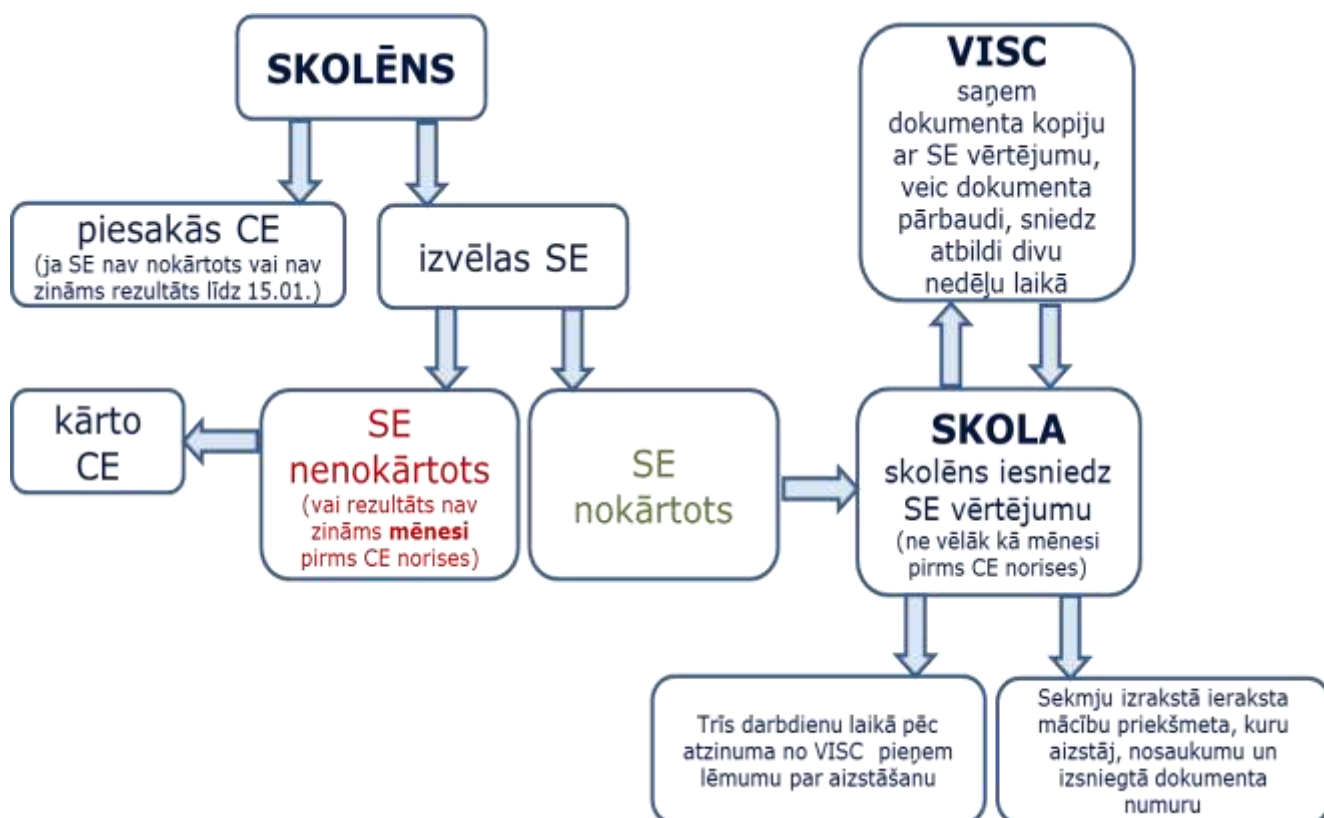 SKOLĒNS
piesakās CE
(ja SE nav nokārtots vai nav
zināms rezultāts līdz 15.01.)
izvēlas SE
kārto
CE
SE
nenokārtots
(vai rezultāts nav
zināms mēnesi
pirms CE norises)
SE
nokārtots
VISC
saņem
dokumenta kopiju
ar SE vērtējumu,
veic dokumenta
pārbaudi, sniedz
atbildi divu
nedēļu laikā
SKOLA
skolēns iesniedz
SE vērtējumu
(ne vēlāk kā mēnesi
pirms CE norises)
Trīs darbdienu laikā pēc
atzinuma no VISC pieņem
lēmumu par aizstāšanu
Sekmju izrakstā ieraksta
mācību priekšmeta, kuru
aizstāj, nosaukumu un
izsniegtā dokumenta
numuru